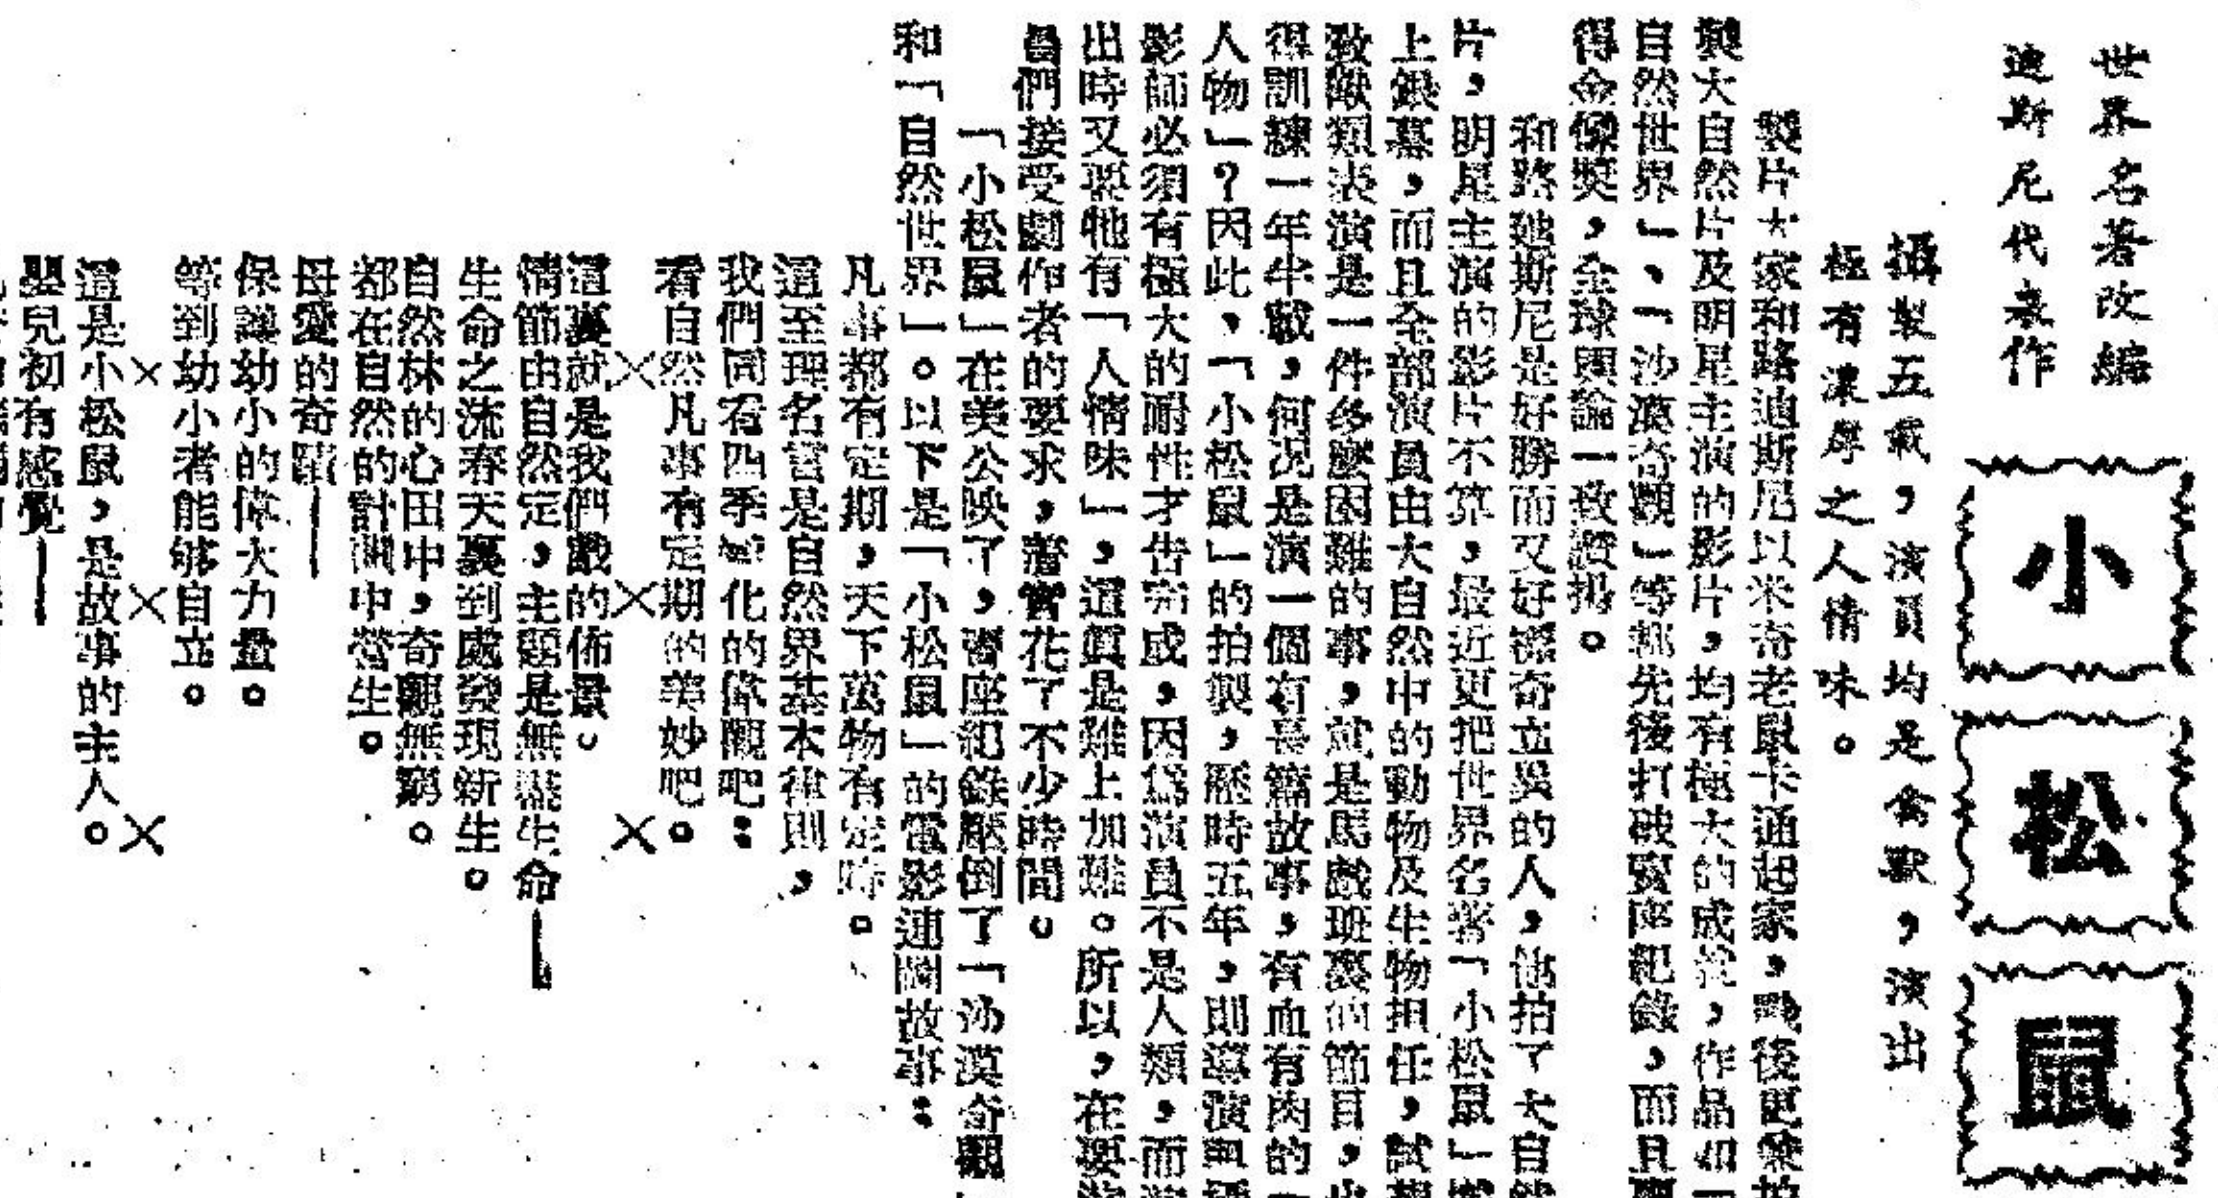 世界名著改編
迪斯尼代表作
小松鼠
攝製五載，演員均是禽獸，演出
極有濃厚之人情味。
製片大家和路迪斯尼以米奇老鼠卡通起家，戰後更兼拍
製大自然片及明星主演的影片，均有極大的成就，作品如「
自然世界」、「沙漠奇觀」等都先後打破賣座紀錄，而且
得金像獎，全球輿論一致讚揚。
和路迪斯尼是好勝而又好標奇立異的人，他拍了大自然
片，明星主演的影片不算，最近更把世界名著「小松鼠」
上銀幕，而且全部演員由大自然中的動物及生物担任，試想
敎獸類表演是一件多麼困難的事，就是馬戲班裏的節目，也
得訓練一年半載，何况是演一個有長篇故事，有血有肉的「
人物」？因此，「小松鼠」的拍製，歷時五年，則導演與攝
影師必須有極大的耐性才告完成，因爲演員不是人類，而
出時又要牠有「人情味」，這眞是難上加難。所以，在要
員們接受劇作者的要求，着實花了不少時間。
「小松鼠」在美公映了，賣座紀錄壓倒了「沙漠奇觀」
和「自然世界」。以下是「小松鼠」的電影連圖故事：
凡事都有定期，天下萬物有定時。
這至理名言是自然界基本律則，
我們同看四季變化的偉觀吧：
看自然凡事有定期的美妙吧。
×　×　×
這裏就是我們戲的佈景。
情節由自然定，主題是無盡生命——
生命之流春天裏到處發現新生。
自然林的心田中，奇觀無窮。
都在自然的計劃中營生。
母愛的奇蹟——
保護幼小的偉大力量。
等到幼小者能够自立。
×　×　×
這是小松鼠，是故事的主人。
嬰兒初有感覺——